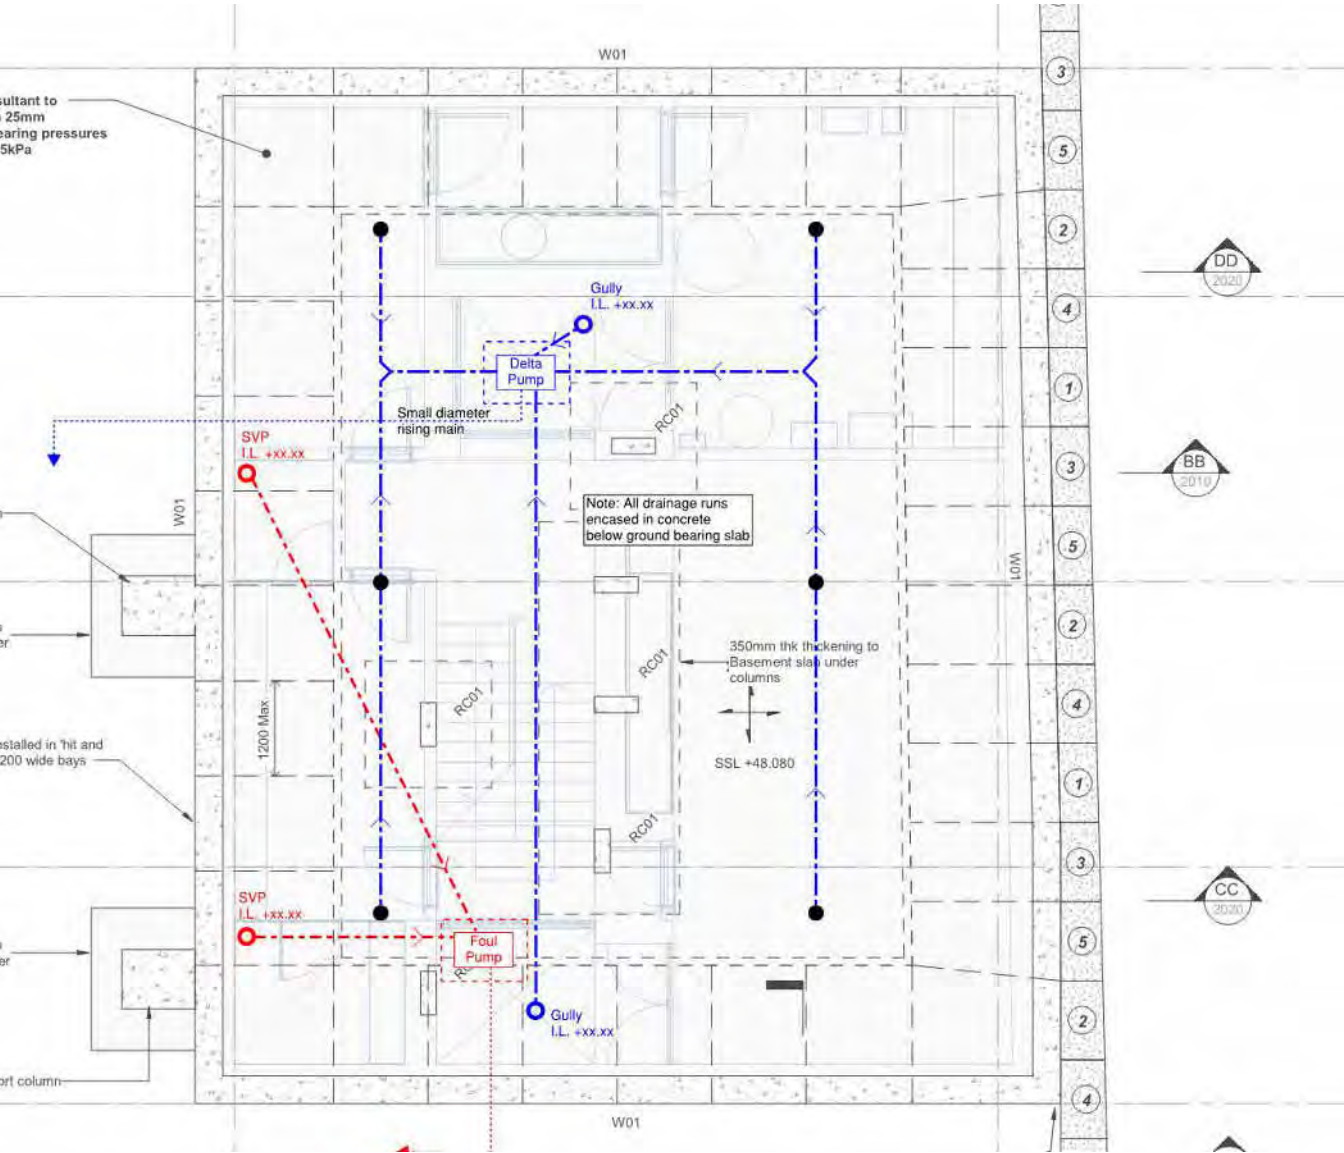 W01
3
sultant to
25mm
earing pressures
5kPa
5
2
DD
2020
Gully
I.L. +xx.xx
4
Delta
Pump
1
Small diameter
rising main
RC01
SVP
I.L. +xx.xx
3
BB
2010
W01
Note: All drainage runs
encased in concrete
below ground bearing slab
5
W01
er
2
350mm thk thickening to
Basement slab under
columns
RC01
RC01
4
1200 Max
nstalled in 'hit and
200 wide bays
SSL +48.080
1
RC01
3
SVP
I.L. +xx.xx
CC
2020
er
Foul
Pump
5
Gully
I.L. +xx.xx
2
ort column
4
W01